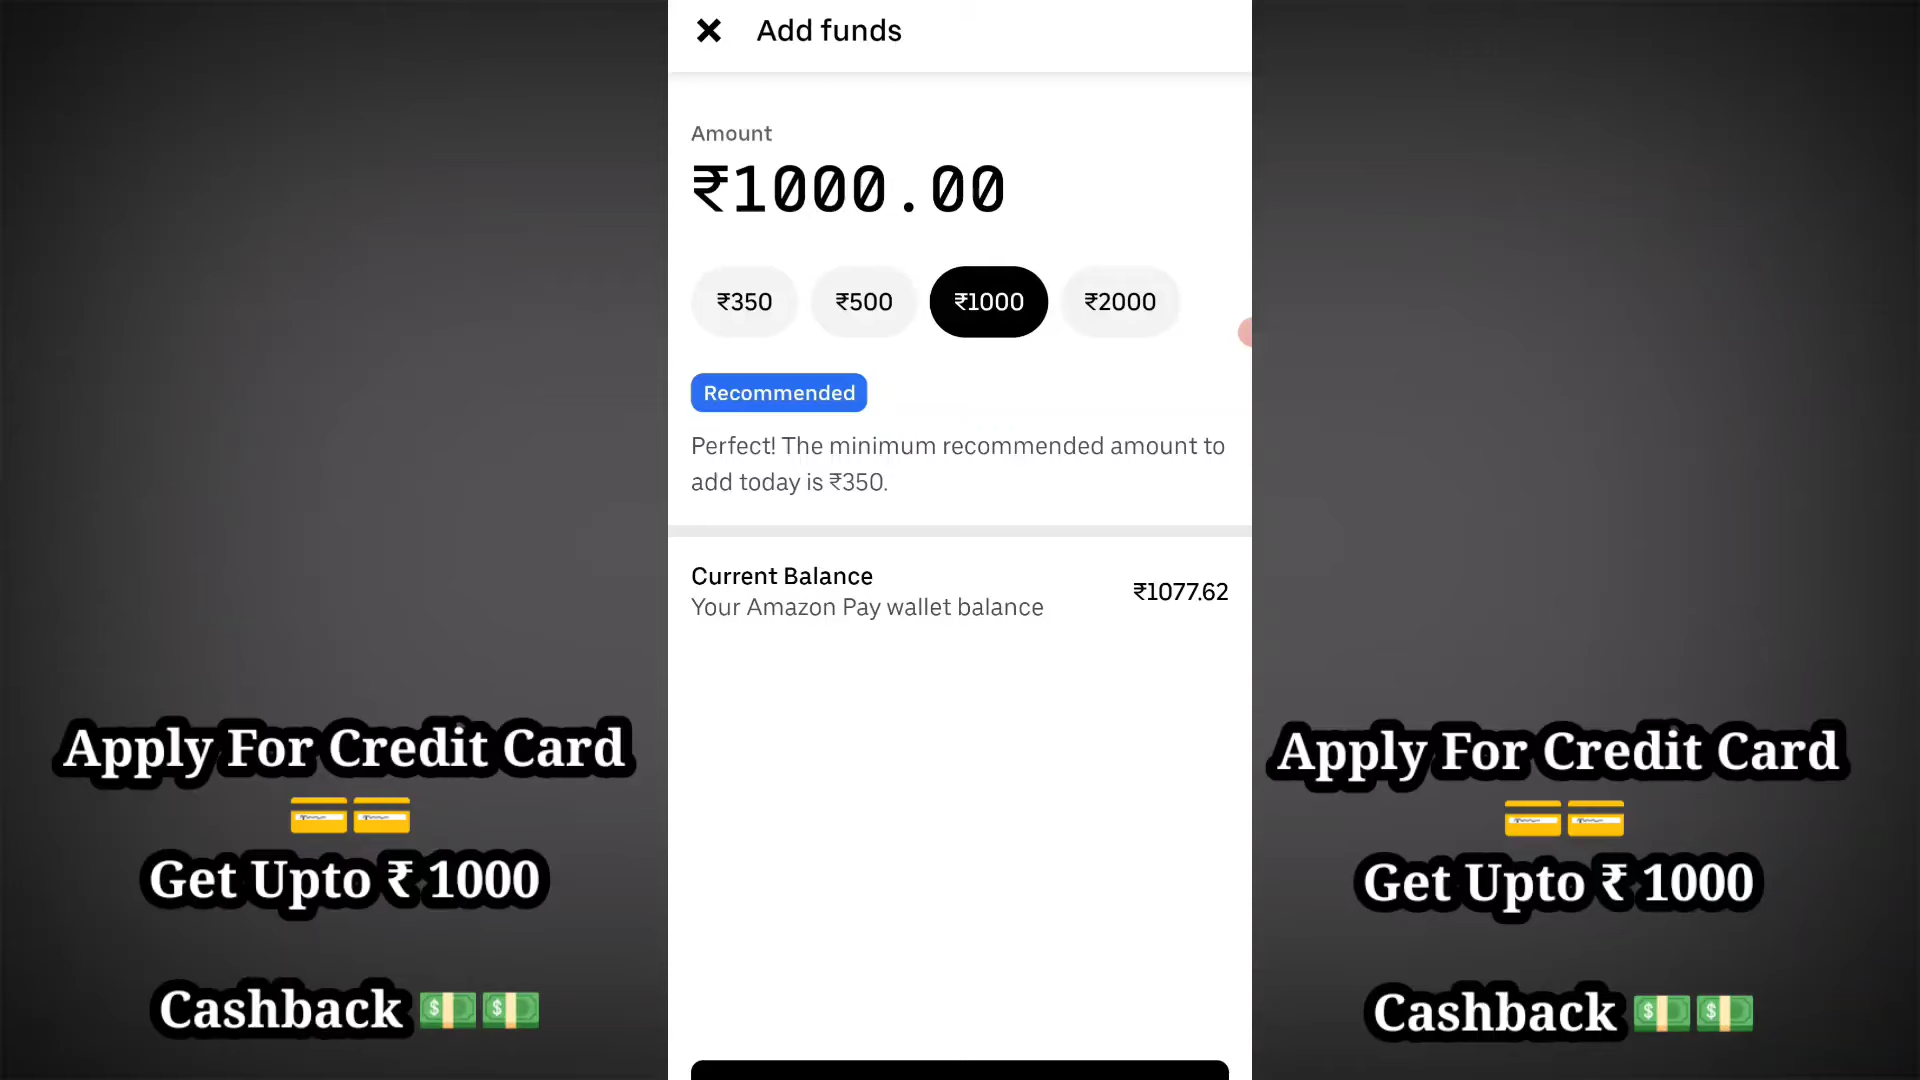 Add funds
Amount
₹1000.00
₹350 ₹500 ₹1000 ₹2000
Recommended
Perfect! The minimum recommended amount to
add today is ₹350.
Current Balance
Your Amazon Pay wallet balance
₹1077.62
Apply For Credit Card
Get Upto ₹ 1000
Cashback
Apply For Credit Card
Get Upto ₹ 1000
Cashback